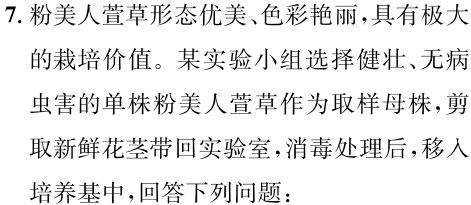 7. 粉美人萱草形态优美、色彩艳丽,具有极大
的栽培价值。某实验小组选择健壮、无病
虫害的单株粉美人萱草作为取样母株,剪
取新鲜花茎带回实验室,消毒处理后,移入
培养基中,回答下列问题: